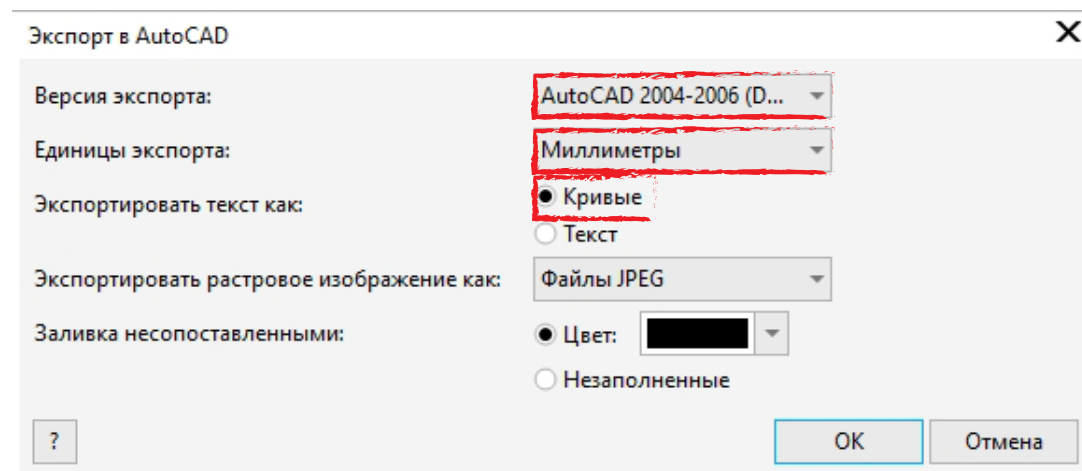 Экспорт в AutoCAD
Версия экспорта: AutoCAD 2004-2006 (D...
Единицы экспорта: Миллиметры
Экспортировать текст как: Кривые
Текст
Экспортировать растровое изображение как: Файлы JPEG
Заливка несопоставленными: Цвет:
Незаполненные
? OK Отмена